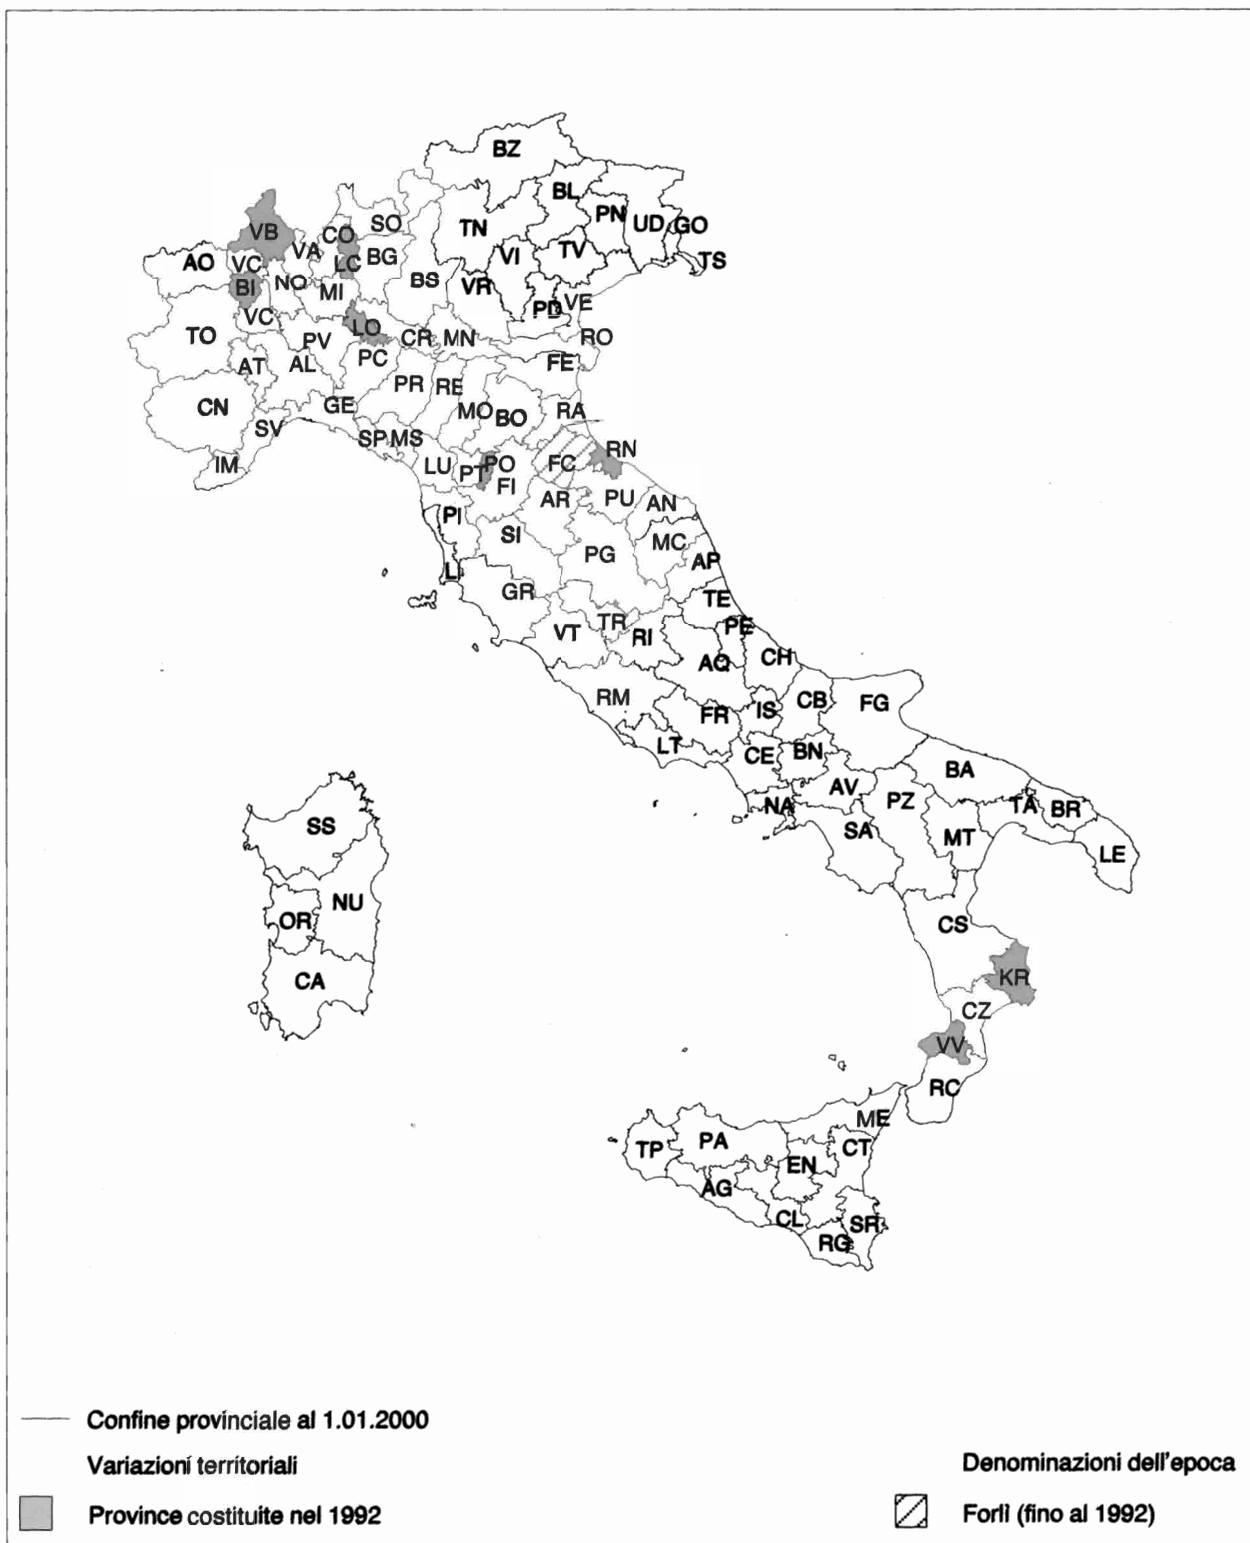 BZ
BL
PN
UD
GO
TN
VB
CO
SO
VA
LC
BG
VI
TV
TS
AO
VC
BI
NO
MI
BS
VR
PD
VE
VC
LO
TO
PV
CR
MN
RO
AT
AL
PC
FE
PR
RE
CN
GE
MO
BO
RA
SV
SP
MS
RN
IM
LU
PT
PO
FC
FI
AR
PU
AN
PI
SI
MC
PG
AP
LI
GR
TE
TR
PE
VT
RI
AQ
CH
RM
CB
FG
FR
IS
LT
CE
BN
BA
AV
PZ
NA
TA
BR
SA
MT
SS
LE
NU
OR
CS
CA
KR
CZ
VV
RC
ME
PA
TP
CT
EN
AG
CL
SR
RG
Confine provinciale al 1.01.2000
Variazioni territoriali
Denominazioni dell'epoca
Province costituite nel 1992
Forlì (fino al 1992)